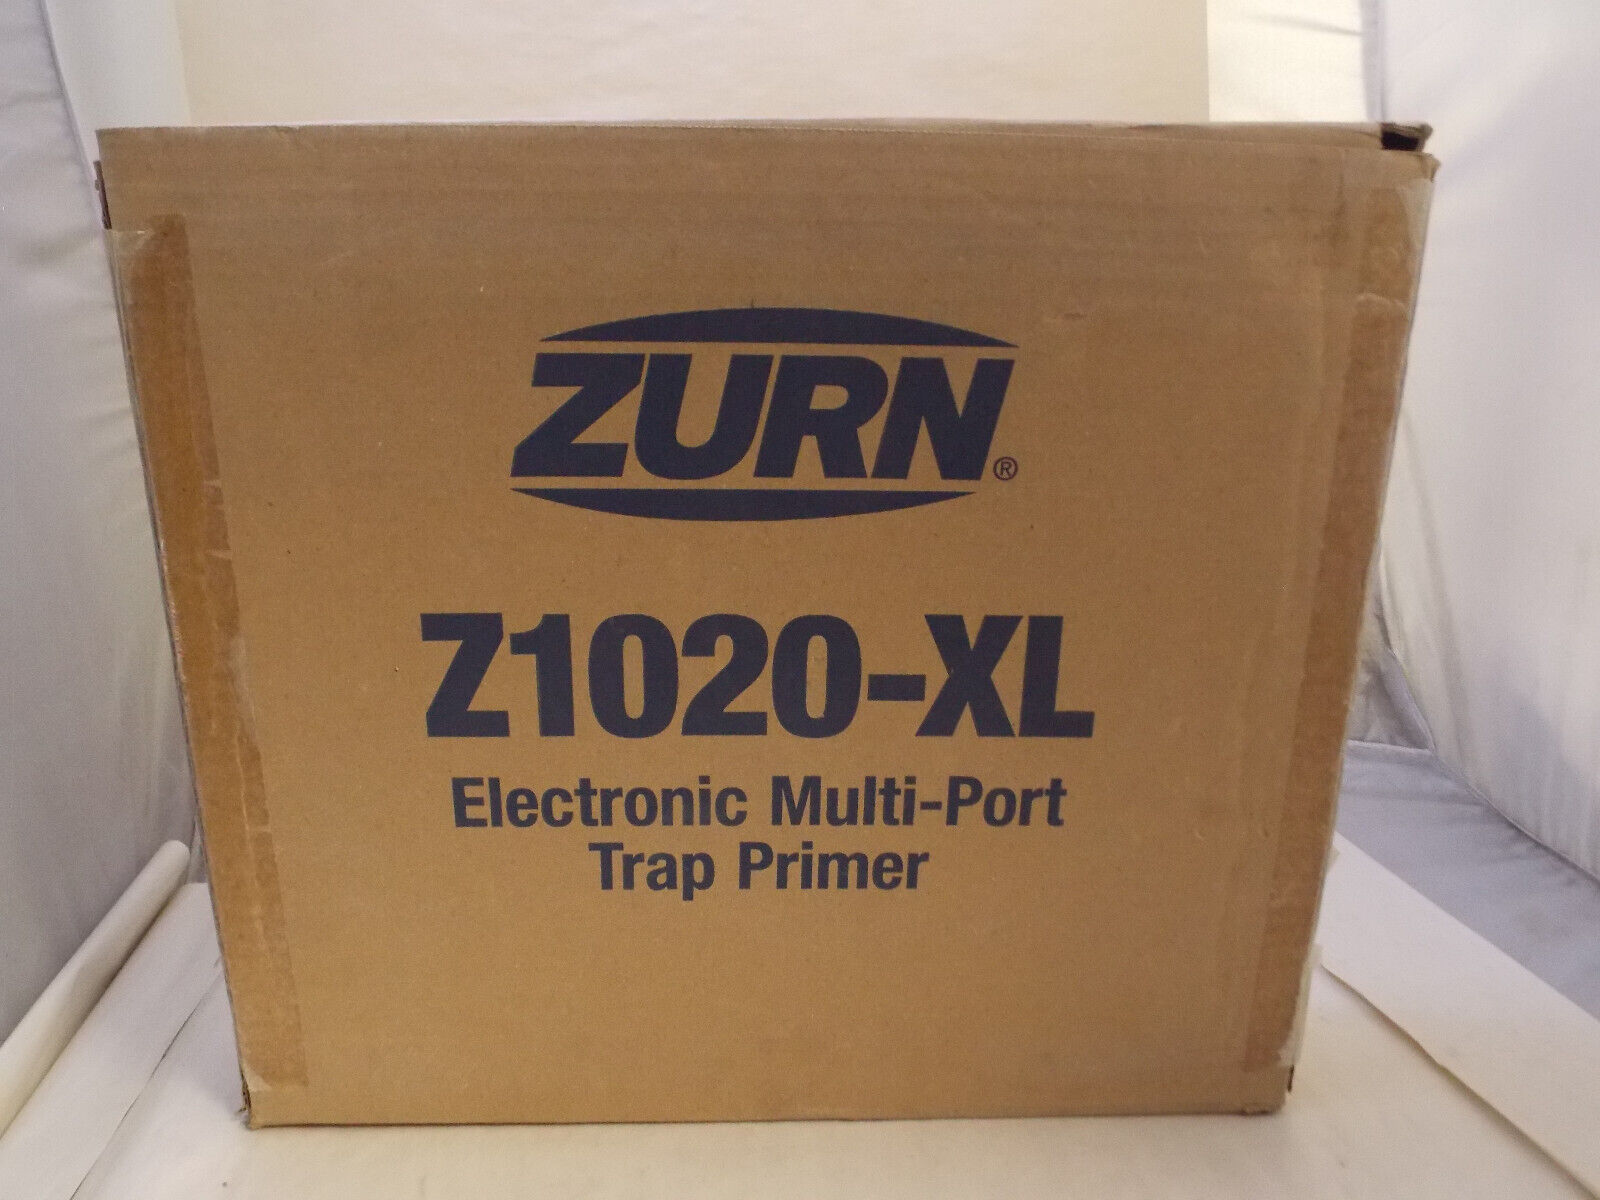 ZURN®
Z1020-XL
Electronic Multi-Port
Trap Primer